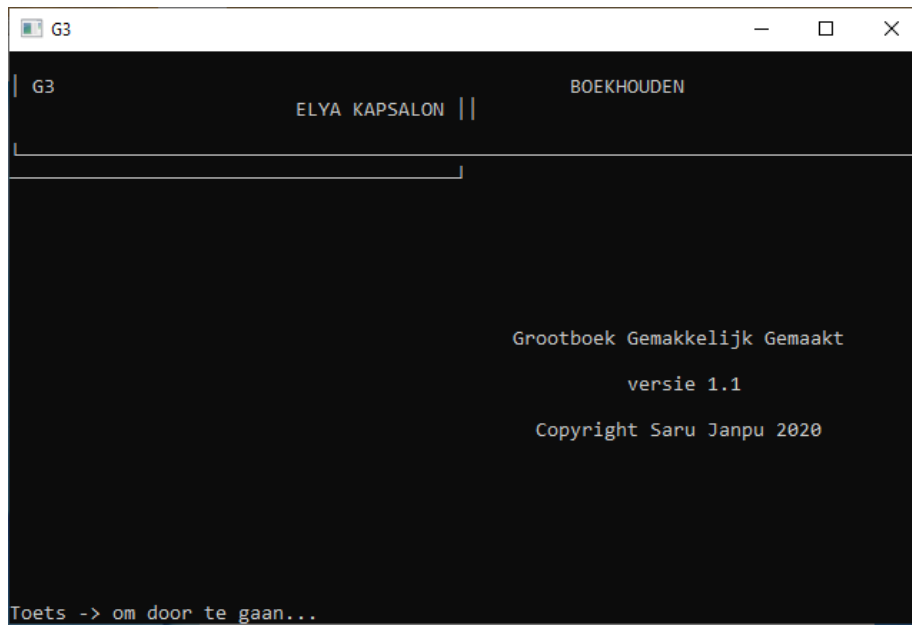 G3
G3 BOEKHOUDEN
ELYA KAPSALON
Grootboek Gemakkelijk Gemaakt
versie 1.1
Copyright Saru Janpu 2020
Toets -> om door te gaan...